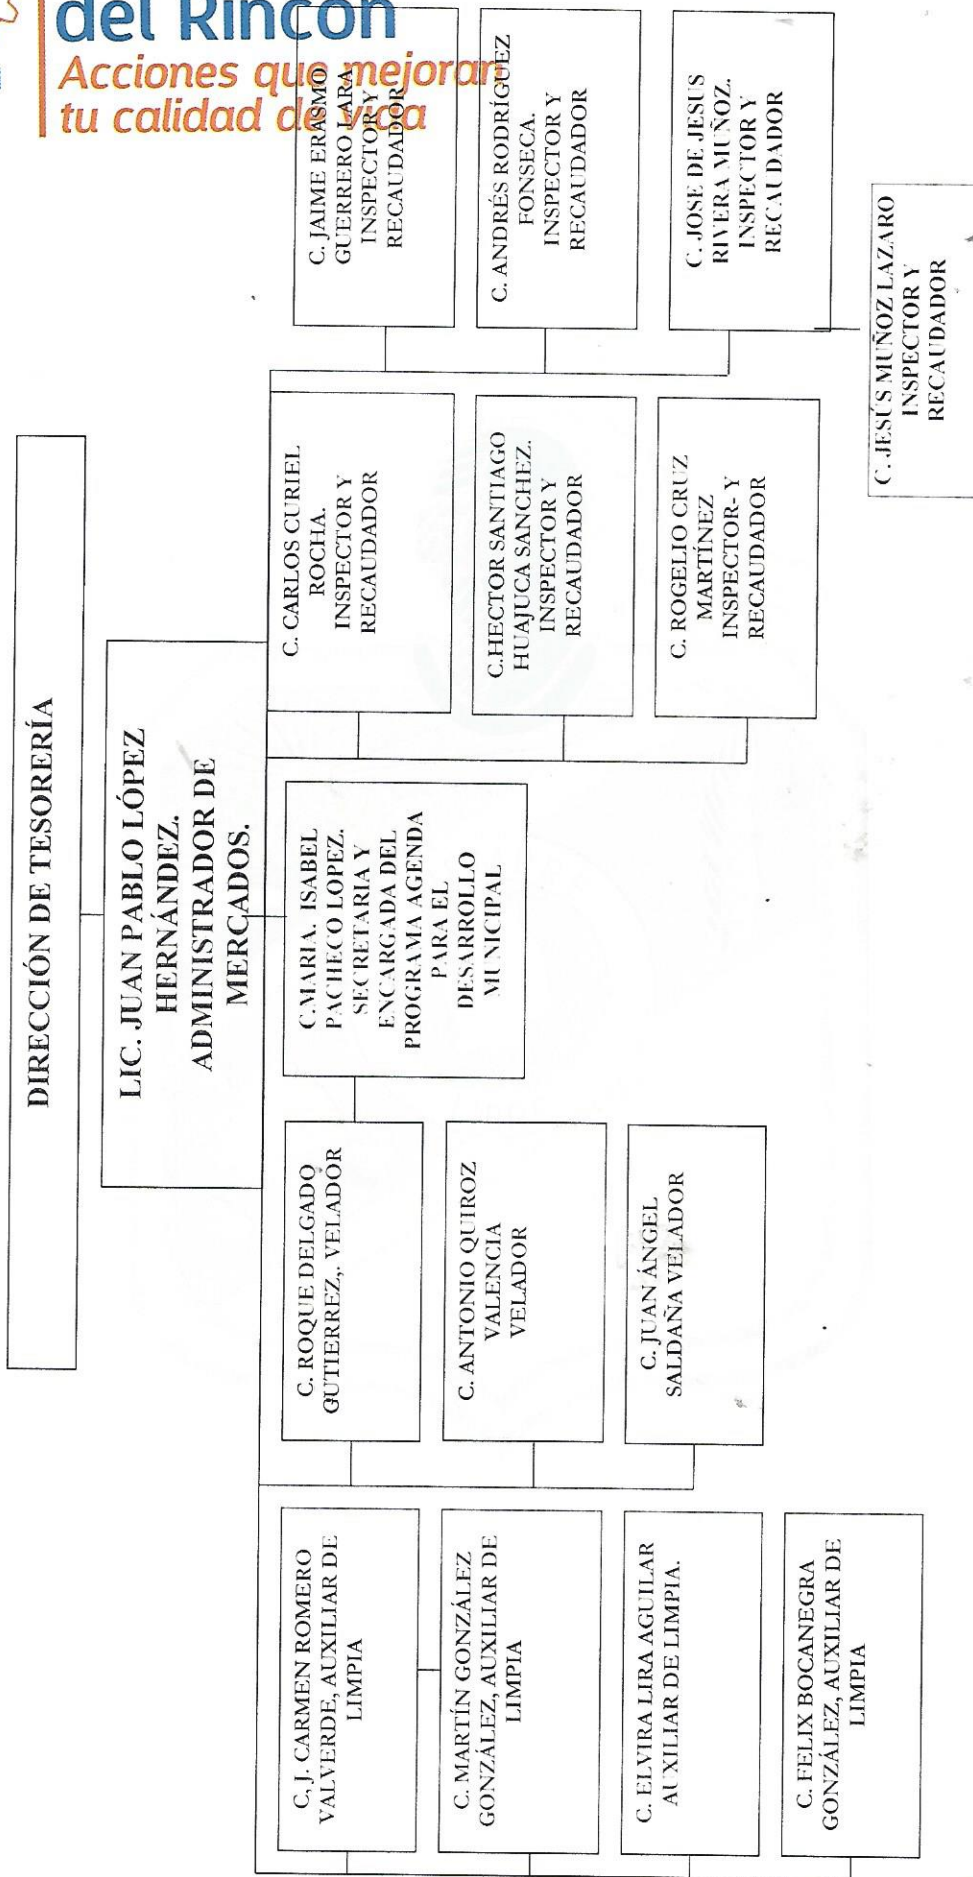 del Rincón
Acciones que mejoran
tu calidad de vida
DIRECCIÓN DE TESORERÍA
LIC. JUAN PABLO LÓPEZ
HERNÁNDEZ.
ADMINISTRADOR DE
MERCADOS.
C, J. CARMEN ROMERO
VALVERDE, AUXILIAR DE
LIMPIA
C. MARTÍN GONZÁLEZ
GONZÁLEZ, AUXILIAR DE
LIMPIA
C. ELVIRA LIRA AGUILAR
AUXILIAR DE LIMPIA.
C. FELIX BOCANEGRA
GONZÁLEZ, AUXILIAR DE
LIMPIA
C. ROQUE DELGADO
GUTIERREZ,. VELADOR
C. ANTONIO QUIROZ
VALENCIA
VELADOR
C. JUAN ÁNGEL
SALDAÑA VELADOR
C.MARIA. ISABEL
PACHECO LOPEZ.
SECRETARIA Y
ENCARGADA DEL
PROGRAMA AGENDA
PARA EL
DESARROLLO
MUNICIPAL
C. CARLOS CURIEL
ROCHA.
INSPECTOR Y
RECAUDADOR
C.HECTOR SANTIAGO
HUAJUCA SANCHEZ.
INSPECTOR Y
RECAUDADOR
C. ROGELIO CRUZ
MARTÍNEZ
INSPECTOR- Y
RECAUDADOR
C. JAIME ERASMO
GUERRERO LARA
INSPECTOR Y
RECAUDADOR
C. ANDRÉS RODRÍGUEZ
FONSECA.
INSPECTOR Y
RECAUDADOR
C. JOSE DE JESUS
RIVERA MUÑOZ.
INSPECTOR Y
RECAUDADOR
C. JESÚS MUÑOZ LAZARO
INSPECTOR Y
RECAUDADOR